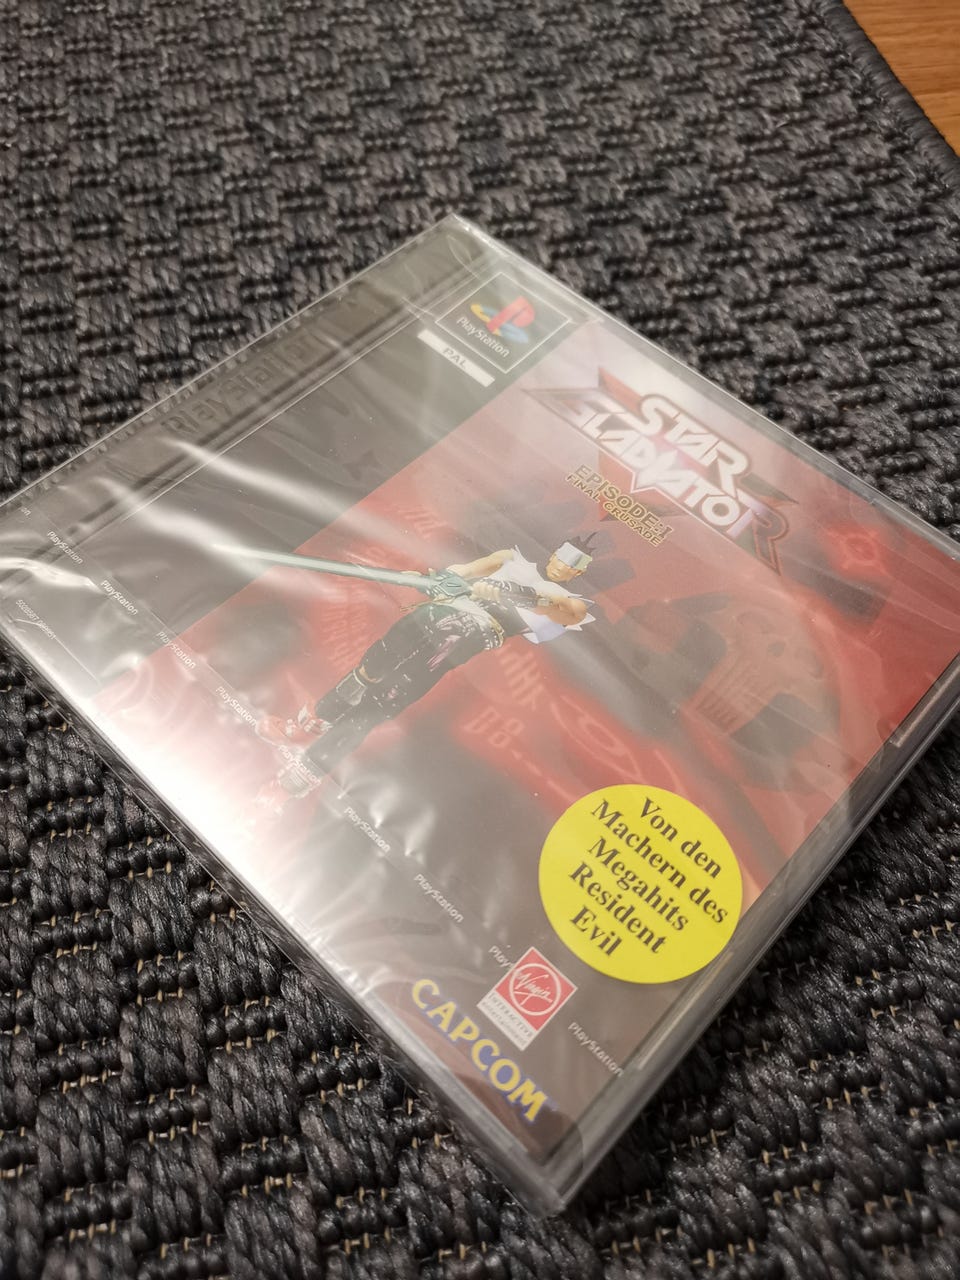 PlayStation
PlayStation
PAL
STAR
GLADIATOR
EPISODE:I
FINAL CRUSADE
PlayStation
PlayStation
PlayStation
PlayStation
PlayStation
PlayStation
PlayStation
PlayStation
Von den
Machern des
Megahits
Resident
Evil
Virgin
INTERACTIVE
CAPCOM